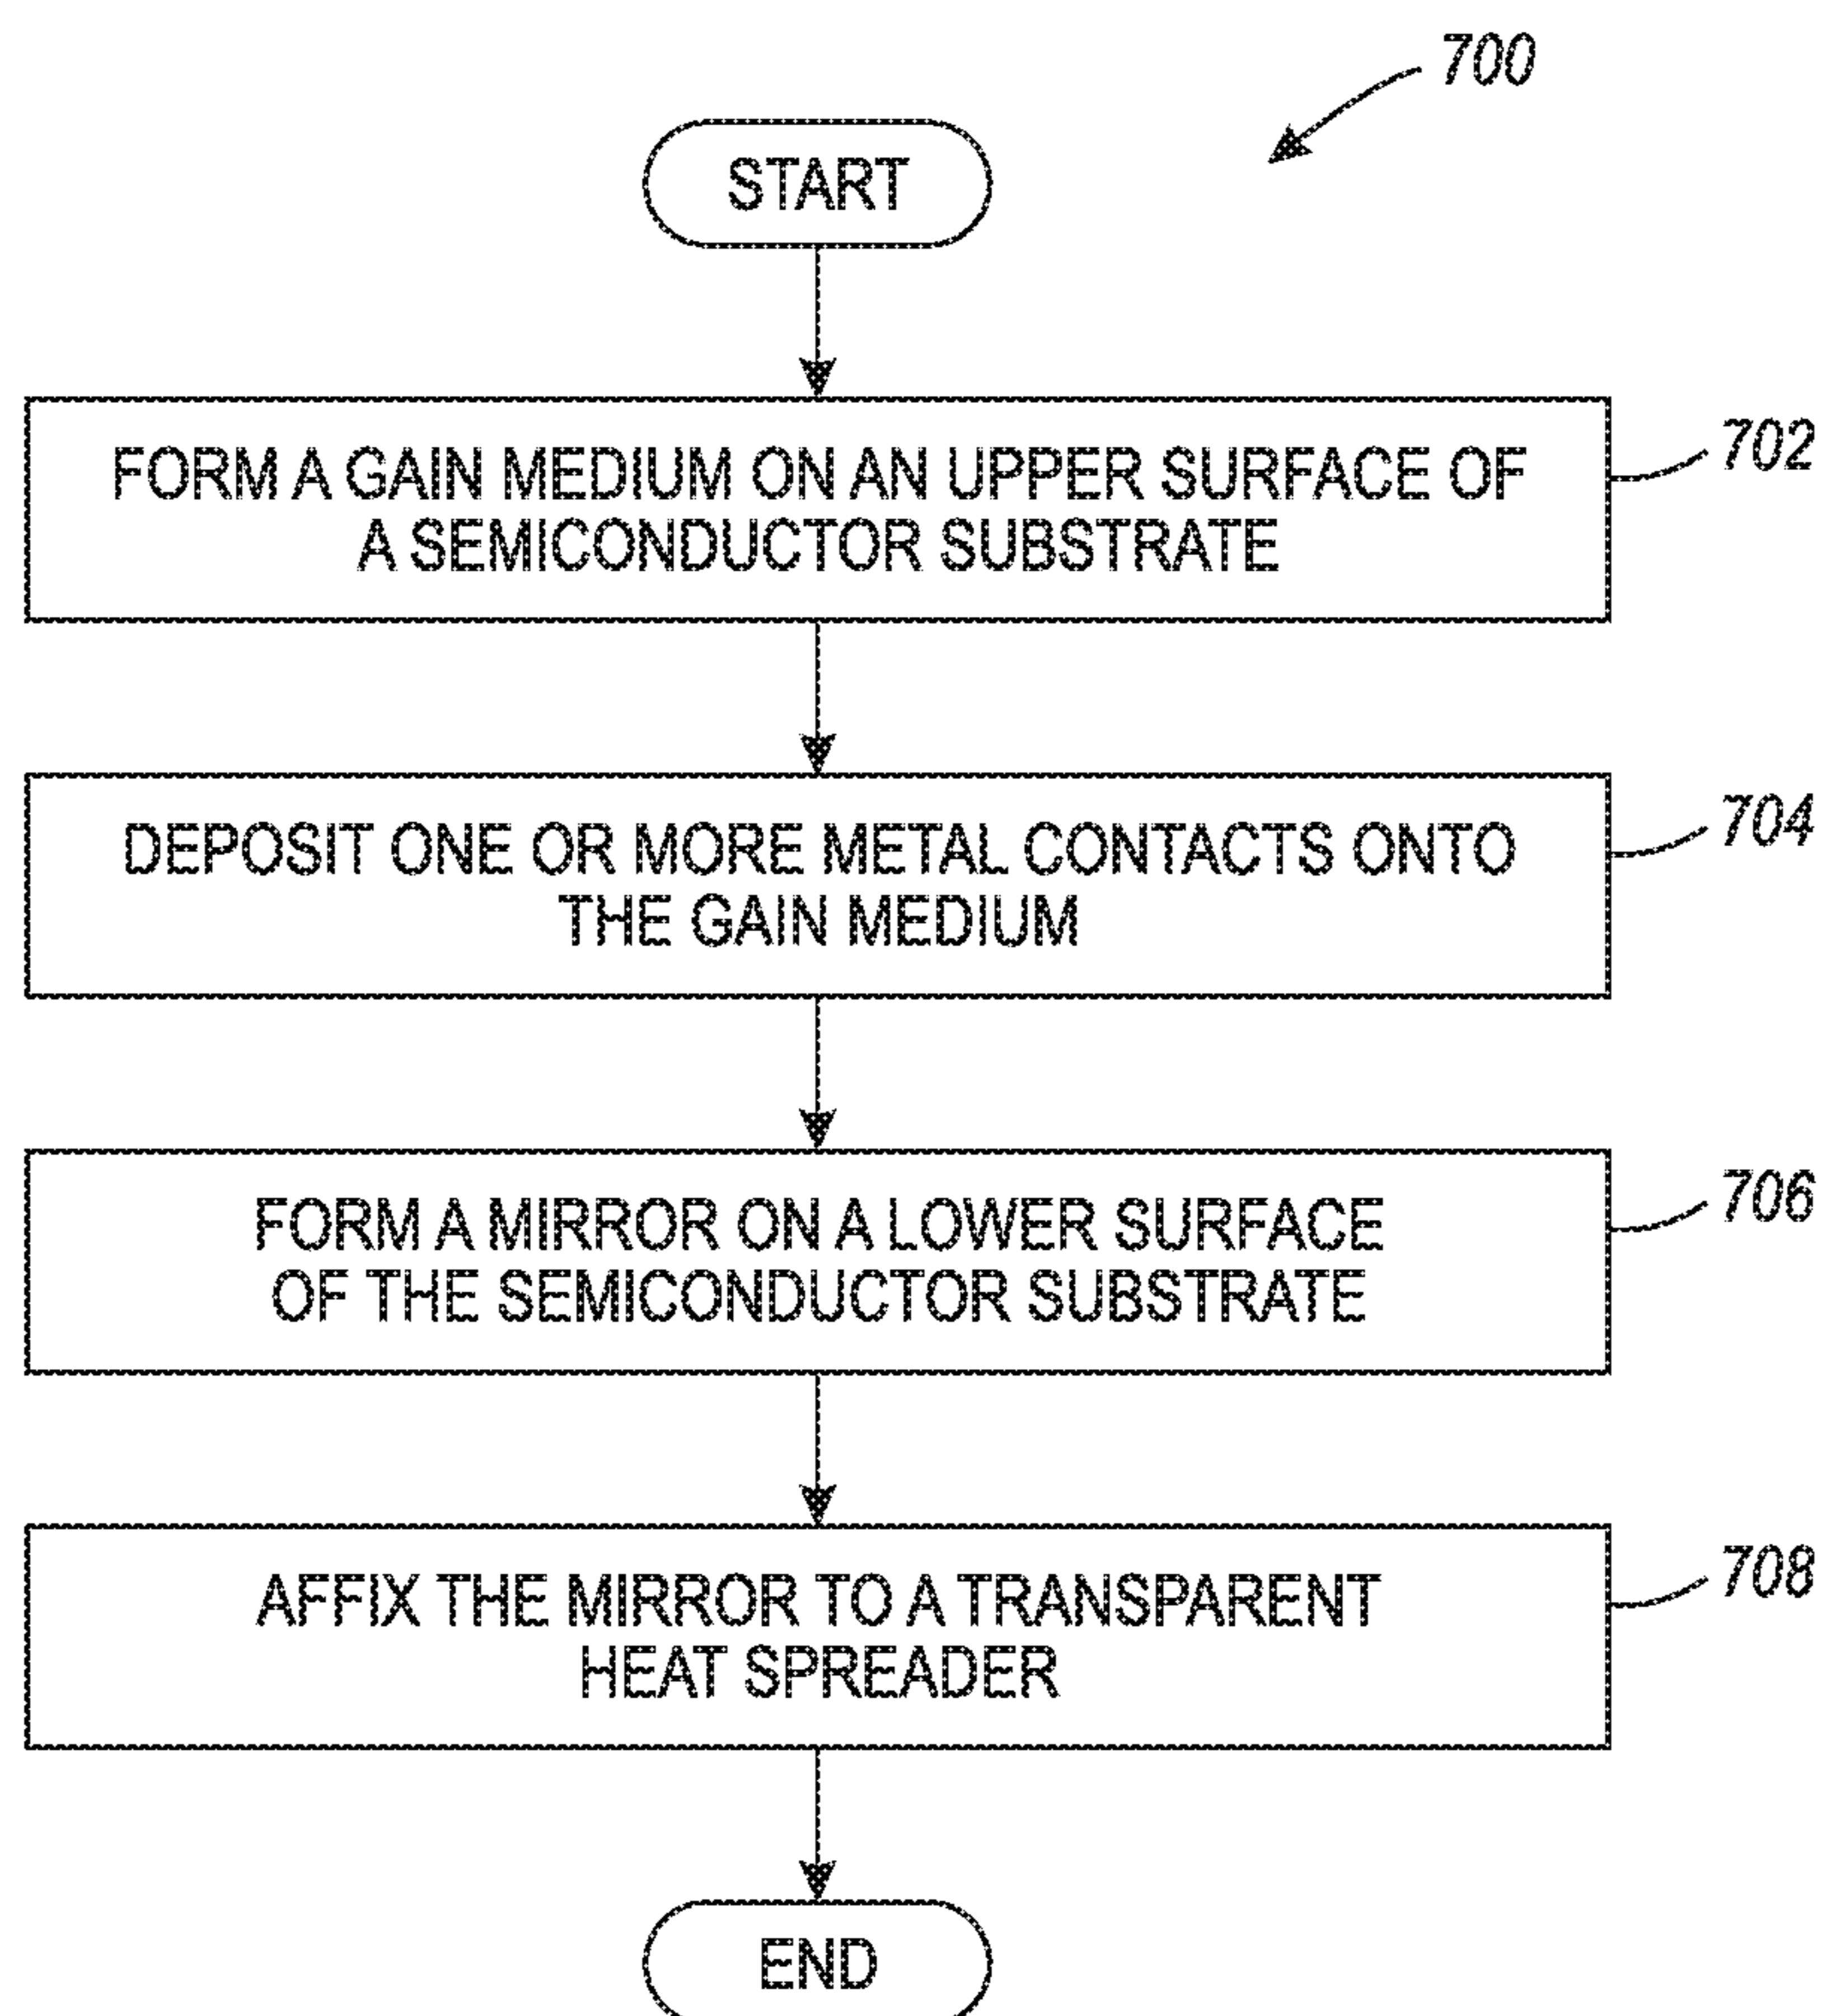 700
START
FORM A GAIN MEDIUM ON AN UPPER SURFACE OF
A SEMICONDUCTOR SUBSTRATE
702
DEPOSIT ONE OR MORE METAL CONTACTS ONTO
THE GAIN MEDIUM
704
FORM A MIRROR ON A LOWER SURFACE
OF THE SEMICONDUCTOR SUBSTRATE
706
AFFIX THE MIRROR TO A TRANSPARENT
HEAT SPREADER
708
END